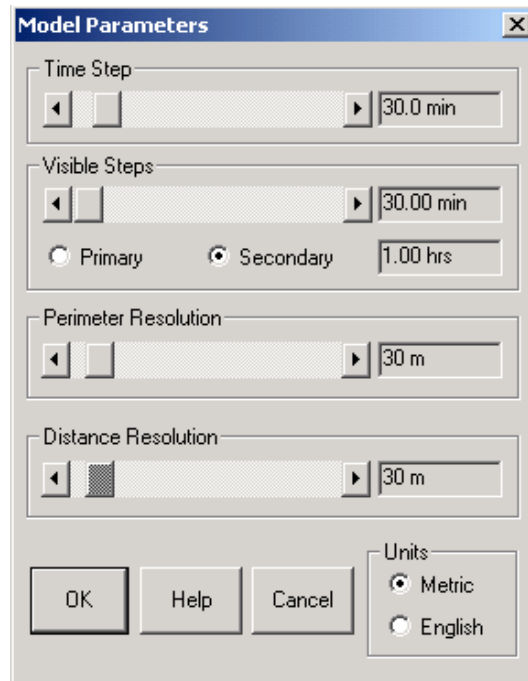 Model Parameters
Time Step
30.0 min
Visible Steps
30.00 min
Primary Secondary 1.00 hrs
Perimeter Resolution
30 m
Distance Resolution
30 m
Units
Metric
OK Help Cancel
English